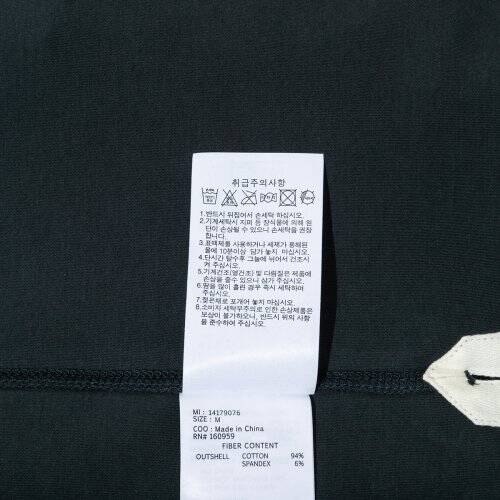 취급주의사항
1.반드시 뒤집어서 손세탁 하십시오.
2.기계세탁시 지퍼 등 장식물에 의해 원
단이 손상될 수 있으니 손세탁을 권장
합니다.
3.표백제를 사용하거나 세제가 용해된
물에 10분이상 담가 놓지 마십시오.
4.단시간 탈수후 그늘에 뉘어서 건조시
켜 주십시오.
5.기계건조(열건조) 및 다림질은 제품에
손상을 줄수 있으니 삼가 주십시오.
6.땀을 많이 흘린 경우 즉시 세탁하여
주십시오.
7.젖은채로 포개어 놓지 마십시오.
8.소비자 세탁부주의로 인한 손상제품은
보상이 불가하오니, 반드시 위의 사항
을 준수하여 주십시오.
MI : 14179076
SIZE : M
COO : Made in China
RN# 160959
FIBER CONTENT
OUTSHELL COTTON 94%
SPANDEX 6%